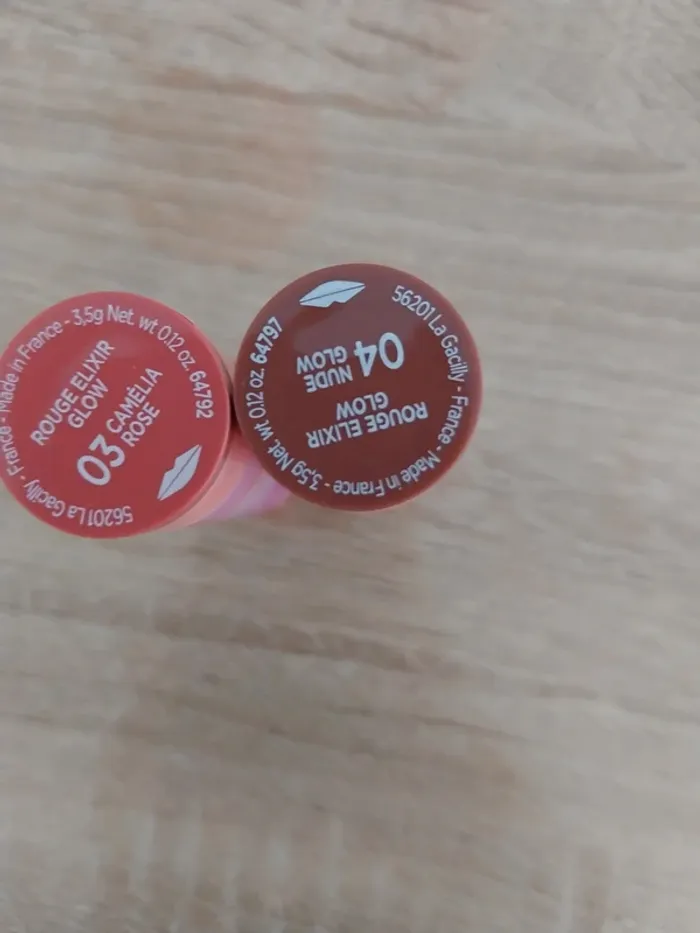 ROUGE ELIXIR
GLOW
03 CAMÉLIA
ROSE
56201 La Gacilly - France - Made in France - 3,5g Net. wt 0.12 oz. 64792
ROUGE ELIXIR
GLOW
04 NUDE
GLOW
56201 La Gacilly - France - Made in France - 3,5g Net. wt 0.12 oz. 64797